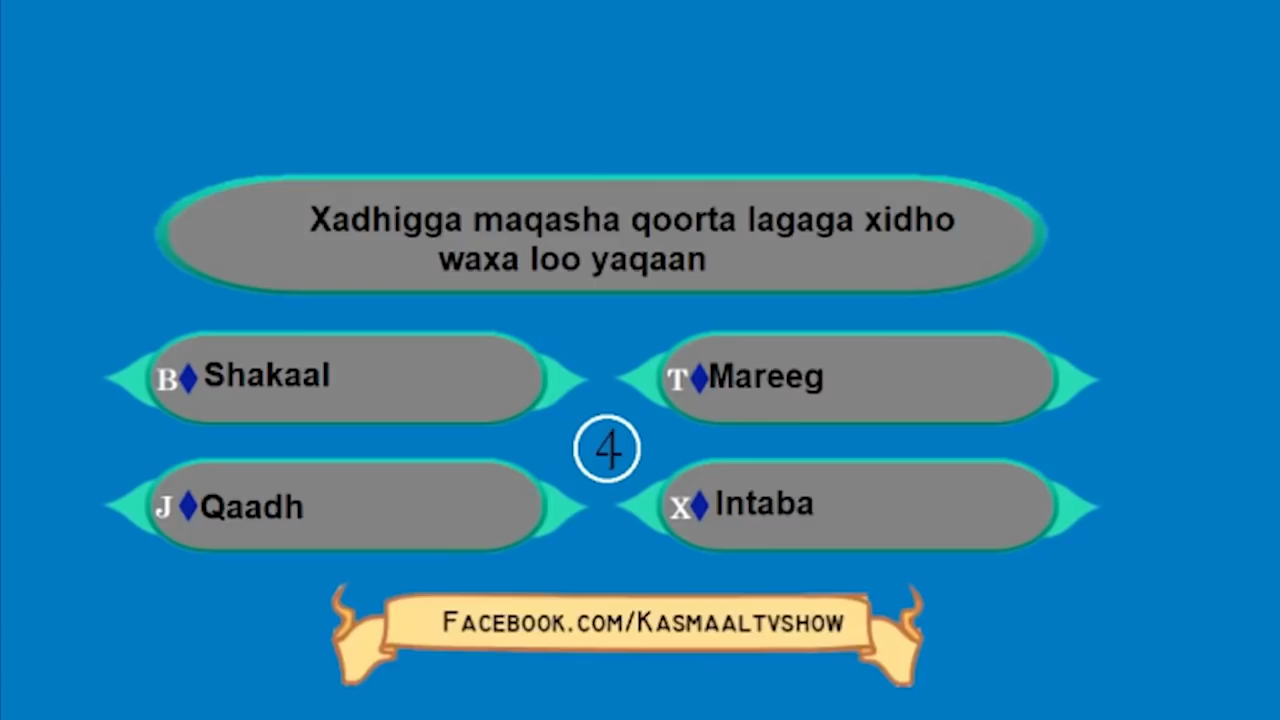 Xadhigga maqasha qoorta lagaga xidho
waxa loo yaqaan
B Shakaal
T Mareeg
4
J Qaadh
X Intaba
Facebook.com/Kasmaaltvshow